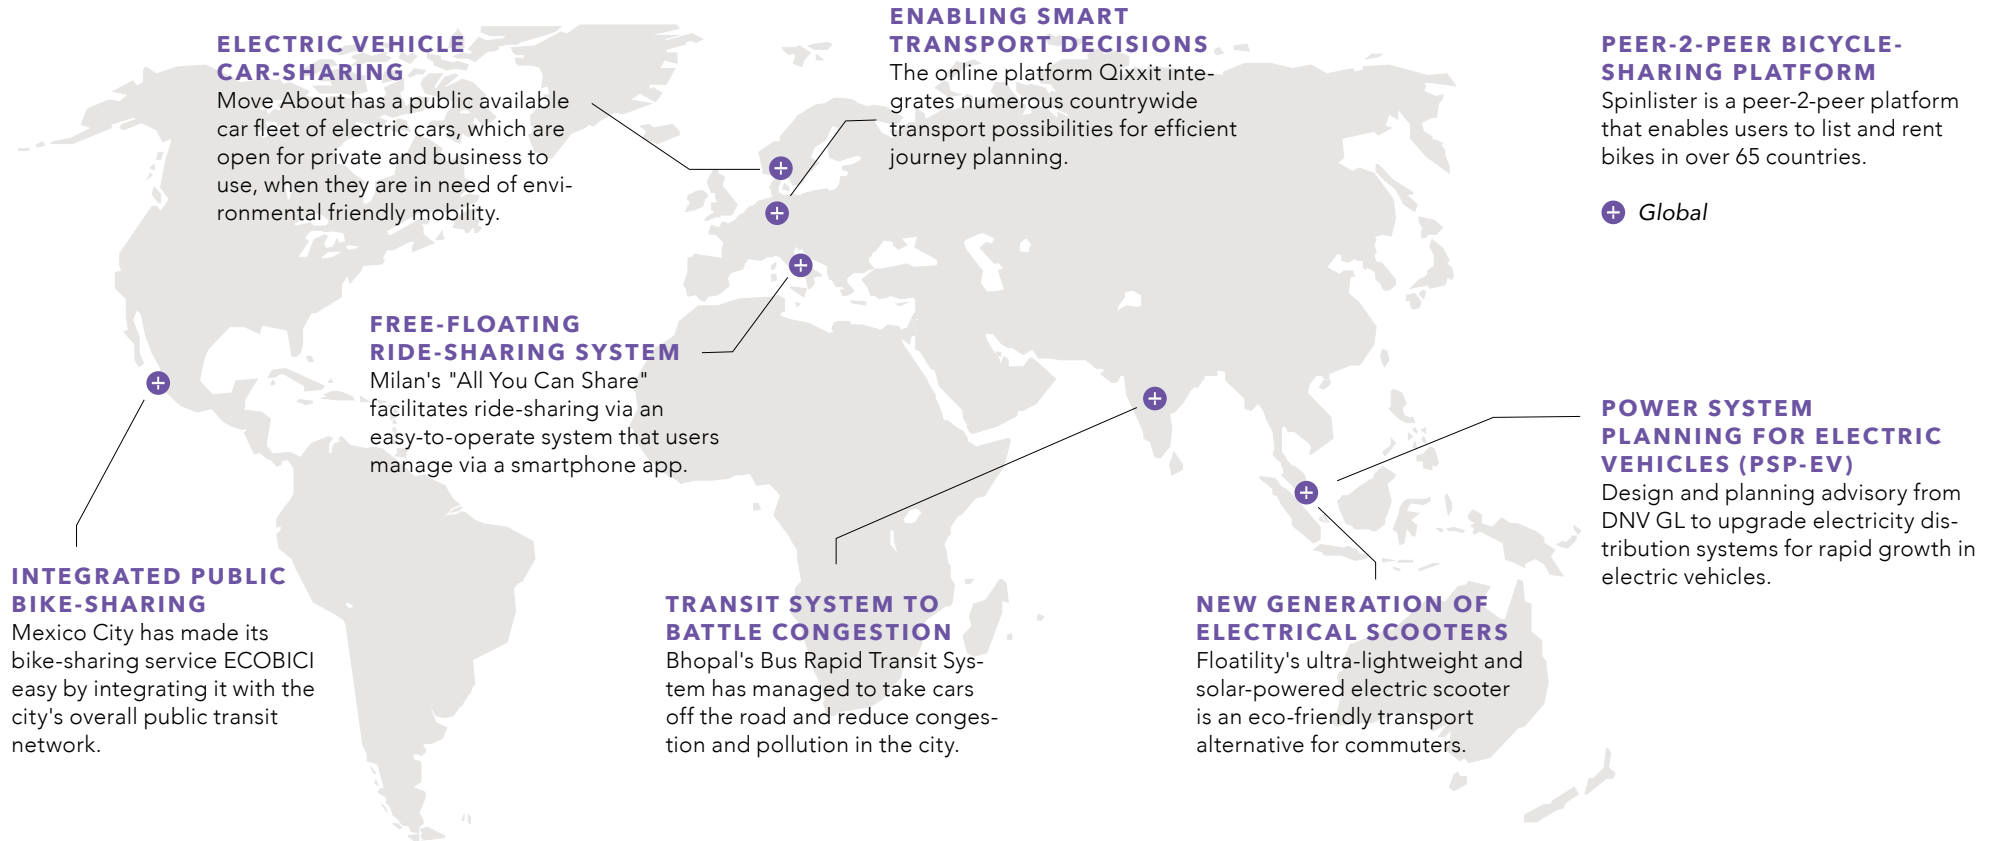 ELECTRIC VEHICLE
CAR-SHARING
Move About has a public available
car fleet of electric cars, which are
open for private and business to
use, when they are in need of envi-
ronmental friendly mobility.
ENABLING SMART
TRANSPORT DECISIONS
The online platform Qixxit inte-
grates numerous countrywide
transport possibilities for efficient
journey planning.
PEER-2-PEER BICYCLE-
SHARING PLATFORM
Spinlister is a peer-2-peer platform
that enables users to list and rent
bikes in over 65 countries.
Global
FREE-FLOATING
RIDE-SHARING SYSTEM
Milan's "All You Can Share"
facilitates ride-sharing via an
easy-to-operate system that users
manage via a smartphone app.
POWER SYSTEM
PLANNING FOR ELECTRIC
VEHICLES (PSP-EV)
Design and planning advisory from
DNV GL to upgrade electricity dis-
tribution systems for rapid growth in
electric vehicles.
INTEGRATED PUBLIC
BIKE-SHARING
Mexico City has made its
bike-sharing service ECOBICI
easy by integrating it with the
city's overall public transit
network.
TRANSIT SYSTEM TO
BATTLE CONGESTION
Bhopal's Bus Rapid Transit Sys-
tem has managed to take cars
off the road and reduce conges-
tion and pollution in the city.
NEW GENERATION OF
ELECTRICAL SCOOTERS
Floatility's ultra-lightweight and
solar-powered electric scooter
is an eco-friendly transport
alternative for commuters.